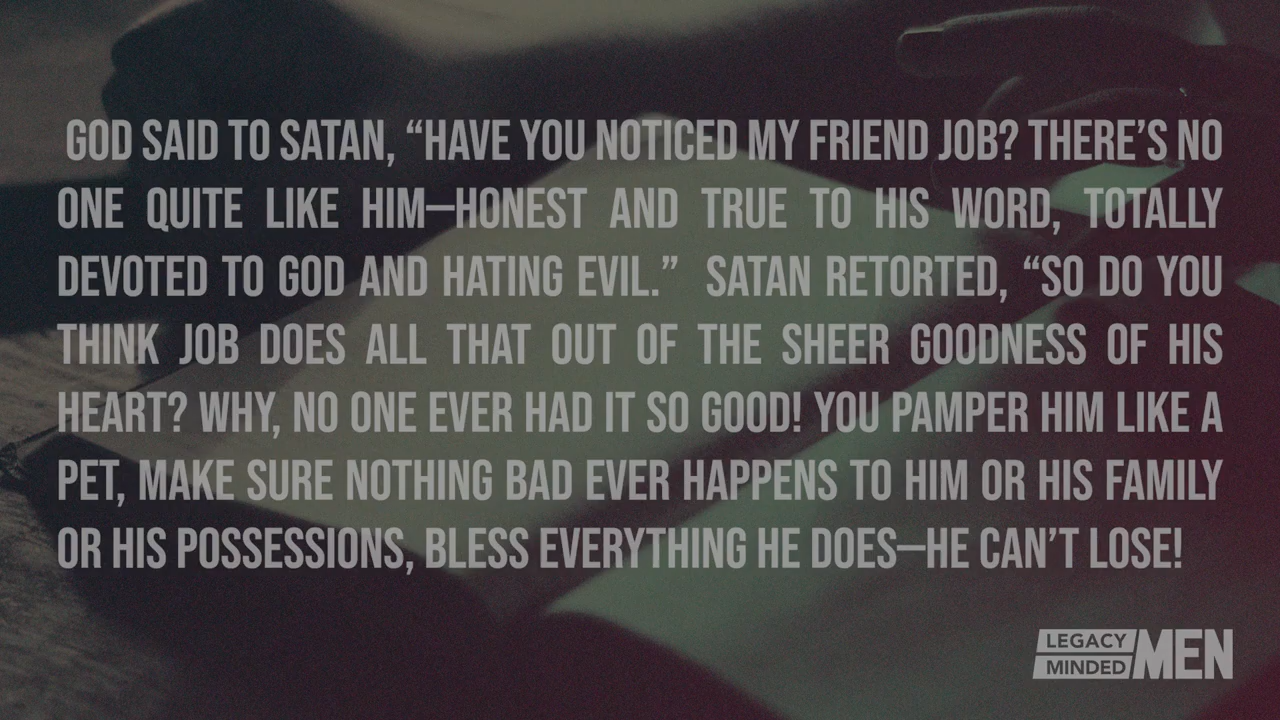 GOD SAID TO SATAN, “HAVE YOU NOTICED MY FRIEND JOB? THERE’S NO
ONE QUITE LIKE HIM—HONEST AND TRUE TO HIS WORD, TOTALLY
DEVOTED TO GOD AND HATING EVIL.” SATAN RETORTED, “SO DO YOU
THINK JOB DOES ALL THAT OUT OF THE SHEER GOODNESS OF HIS
HEART? WHY, NO ONE EVER HAD IT SO GOOD! YOU PAMPER HIM LIKE A
PET, MAKE SURE NOTHING BAD EVER HAPPENS TO HIM OR HIS FAMILY
OR HIS POSSESSIONS, BLESS EVERYTHING HE DOES—HE CAN’T LOSE!
LEGACY
MINDED
MEN